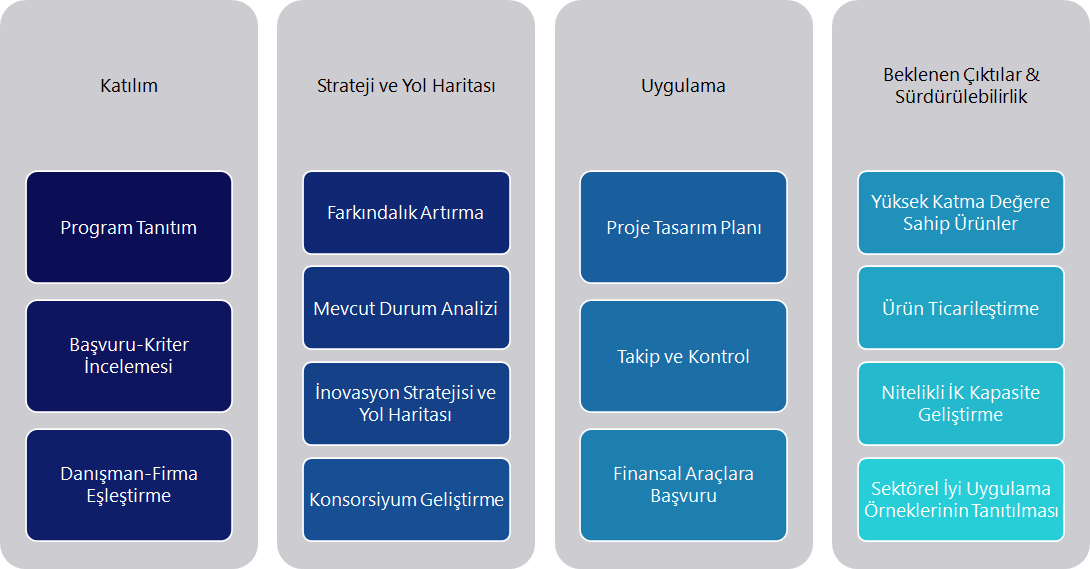 Katılım
Program Tanıtım
Başvuru-Kriter
İncelemesi
Danışman-Firma
Eşleştirme
Strateji ve Yol Haritası
Farkındalık Artırma
Mevcut Durum Analizi
İnovasyon Stratejisi ve
Yol Haritası
Konsorsiyum Geliştirme
Uygulama
Proje Tasarım Planı
Takip ve Kontrol
Finansal Araçlara
Başvuru
Beklenen Çıktılar &
Sürdürülebilirlik
Yüksek Katma Değere
Sahip Ürünler
Ürün Ticarileştirme
Nitelikli İK Kapasite
Geliştirme
Sektörel İyi Uygulama
Örneklerinin Tanıtılması